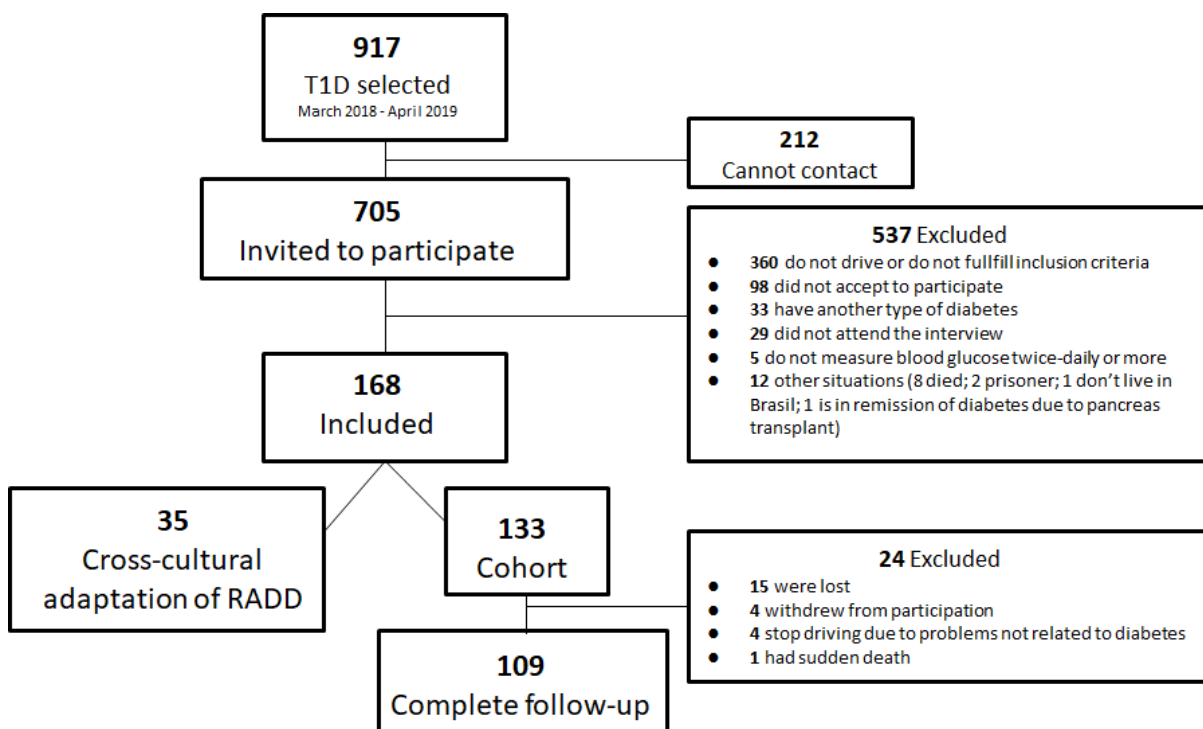 917
T1D selected
March 2018 - April 2019
212
Cannot contact
705
Invited to participate
537 Excluded
● 360 do not drive or do not fullfill inclusion criteria
● 98 did not accept to participate
● 33 have another type of diabetes
● 29 did not attend the interview
● 5 do not measure blood glucose twice-daily or more
● 12 other situations (8 died; 2 prisoner; 1 don't live in
Brasil; 1 is in remission of diabetes due to pancreas
transplant)
168
Included
35
Cross-cultural
adaptation of RADD
133
Cohort
24 Excluded
● 15 were lost
● 4 withdrew from participation
● 4 stop driving due to problems not related to diabetes
● 1 had sudden death
109
Complete follow-up